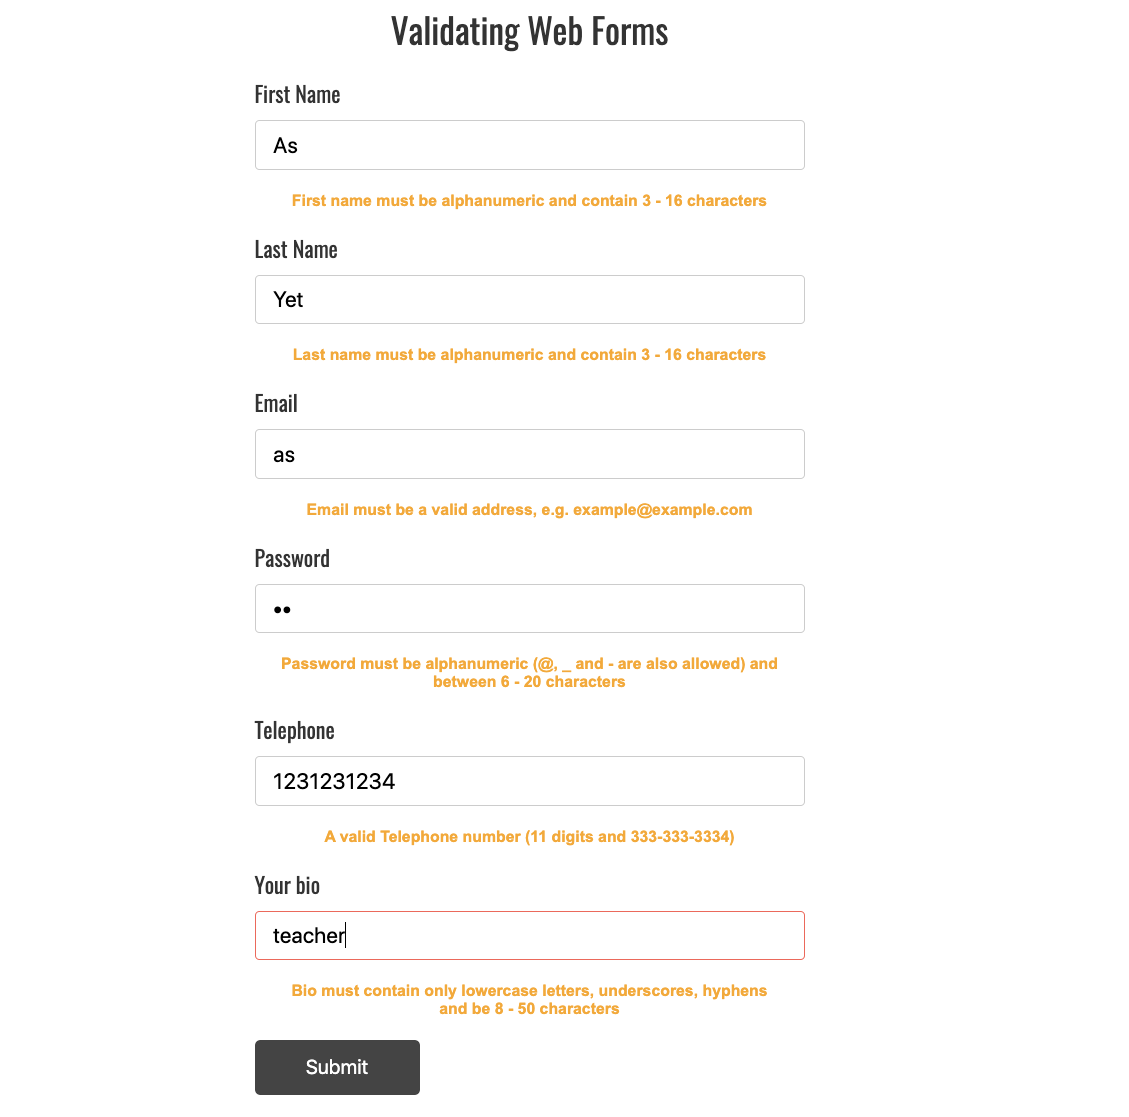 Validating Web Forms
First Name
As
First name must be alphanumeric and contain 3 - 16 characters
Last Name
Yet
Last name must be alphanumeric and contain 3 - 16 characters
Email
as
Email must be a valid address, e.g. example@example.com
Password
••
Password must be alphanumeric (@, _ and - are also allowed) and
between 6 - 20 characters
Telephone
1231231234
A valid Telephone number (11 digits and 333-333-3334)
Your bio
teacher
Bio must contain only lowercase letters, underscores, hyphens
and be 8 - 50 characters
Submit